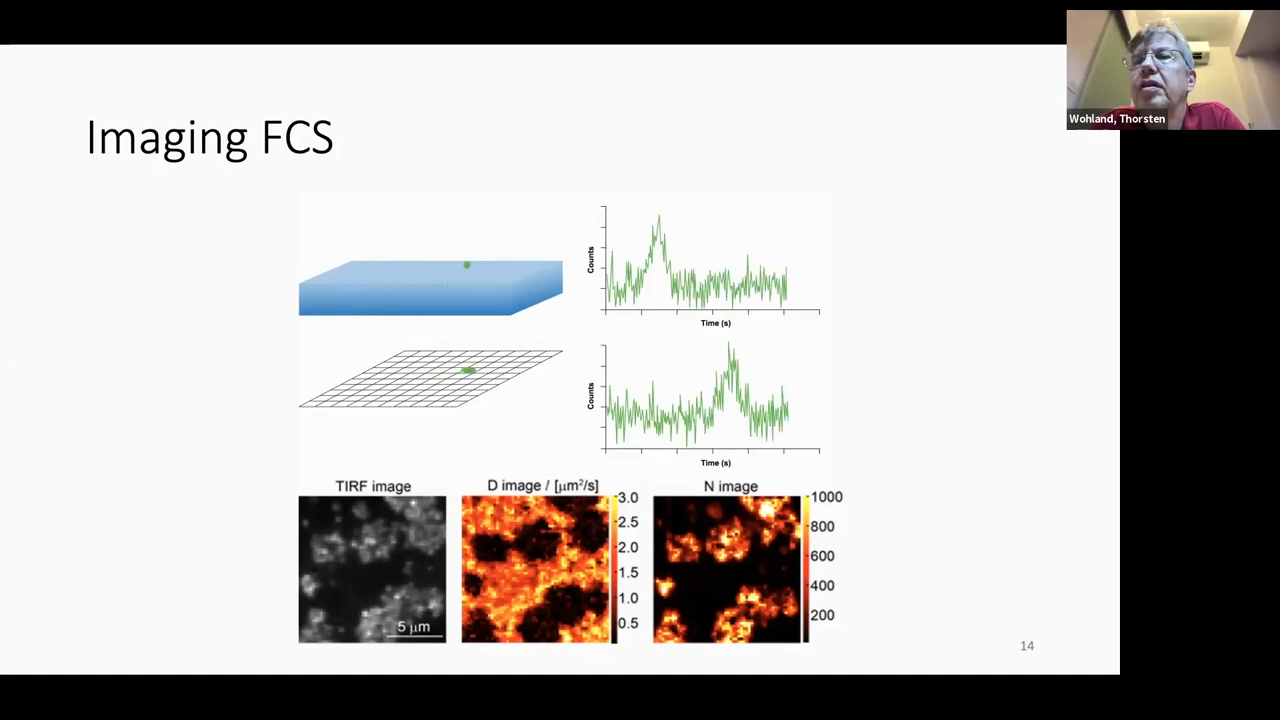 Wohland, Thorsten
Imaging FCS
Counts
Time (s)
Counts
Time (s)
TIRF image
D image / [μm²/s]
N image
5 μm
3.0
2.5
2.0
1.5
1.0
0.5
1000
800
600
400
200
14